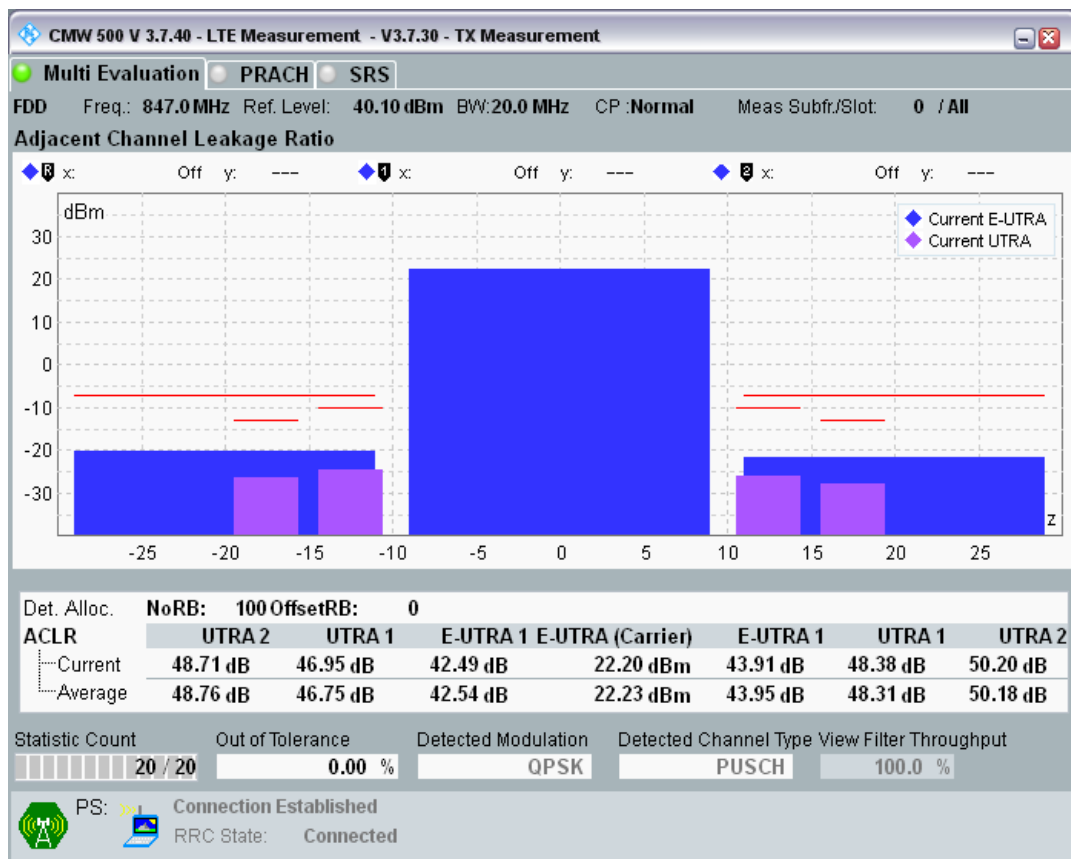 CMW 500 V 3.7.40 - LTE Measurement - V3.7.30 - TX Measurement
Multi Evaluation PRACH SRS
FDD Freq.: 847.0 MHz Ref. Level: 40.10 dBm BW:20.0 MHz CP :Normal Meas Subfr./Slot: 0 / All
Adjacent Channel Leakage Ratio
R x: Off y: --- 1 x: Off y: --- 2 x: Off y: ---
dBm
Current E-UTRA
Current UTRA
30
20
10
0
-10
-20
-30
z
-25 -20 -15 -10 -5 0 5 10 15 20 25
Det. Alloc. NoRB: 100 OffsetRB: 0
ACLR UTRA 2 UTRA 1 E-UTRA 1 E-UTRA (Carrier) E-UTRA 1 UTRA 1 UTRA 2
Current 48.71 dB 46.95 dB 42.49 dB 22.20 dBm 43.91 dB 48.38 dB 50.20 dB
Average 48.76 dB 46.75 dB 42.54 dB 22.23 dBm 43.95 dB 48.31 dB 50.18 dB
Statistic Count Out of Tolerance Detected Modulation Detected Channel Type View Filter Throughput
20 / 20 0.00 % QPSK PUSCH 100.0 %
PS: Connection Established
RRC State: Connected